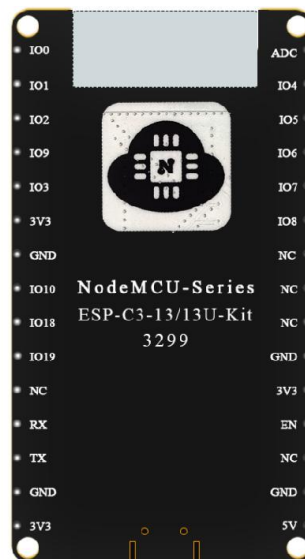 IO0
IO1
IO2
IO9
IO3
3V3
GND
IO10
IO18
IO19
NC
RX
TX
GND
3V3
N
NodeMCU-Series
ESP-C3-13/13U-Kit
3299
ADC
IO4
IO5
IO6
IO7
IO8
NC
NC
NC
GND
3V3
EN
NC
GND
5V